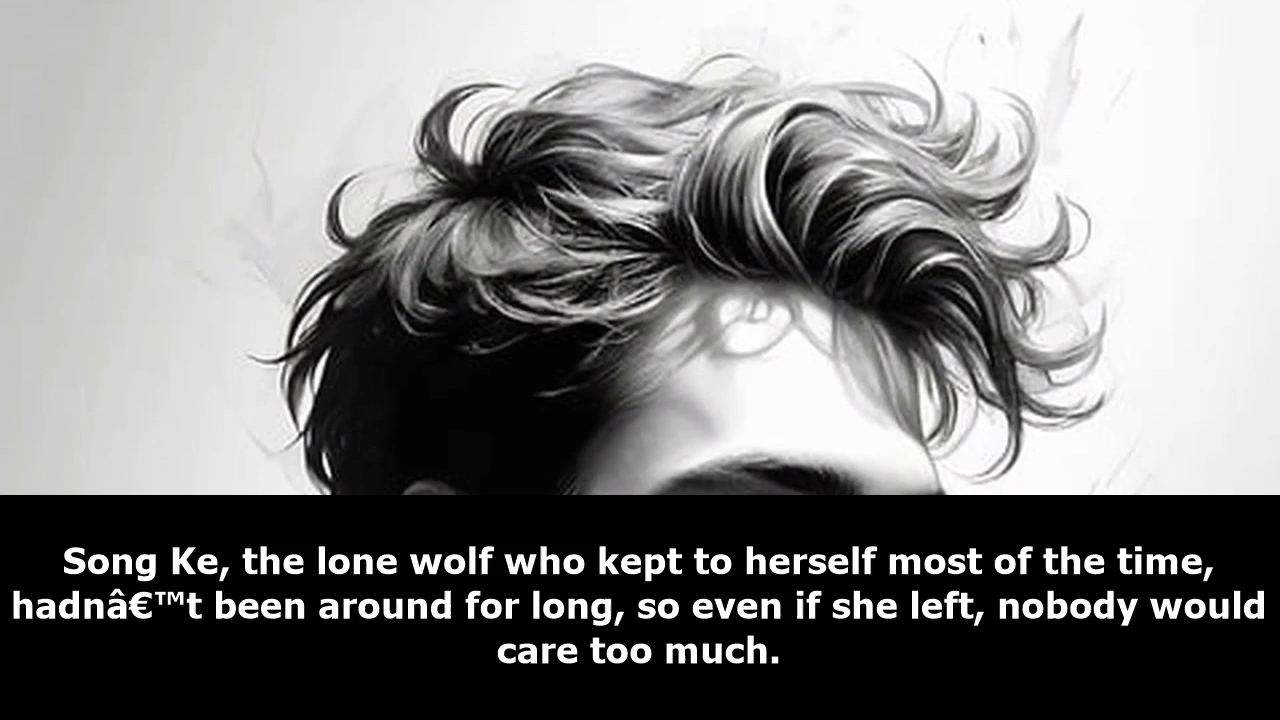 Song Ke, the lone wolf who kept to herself most of the time,
hadnâ€™t been around for long, so even if she left, nobody would
care too much.